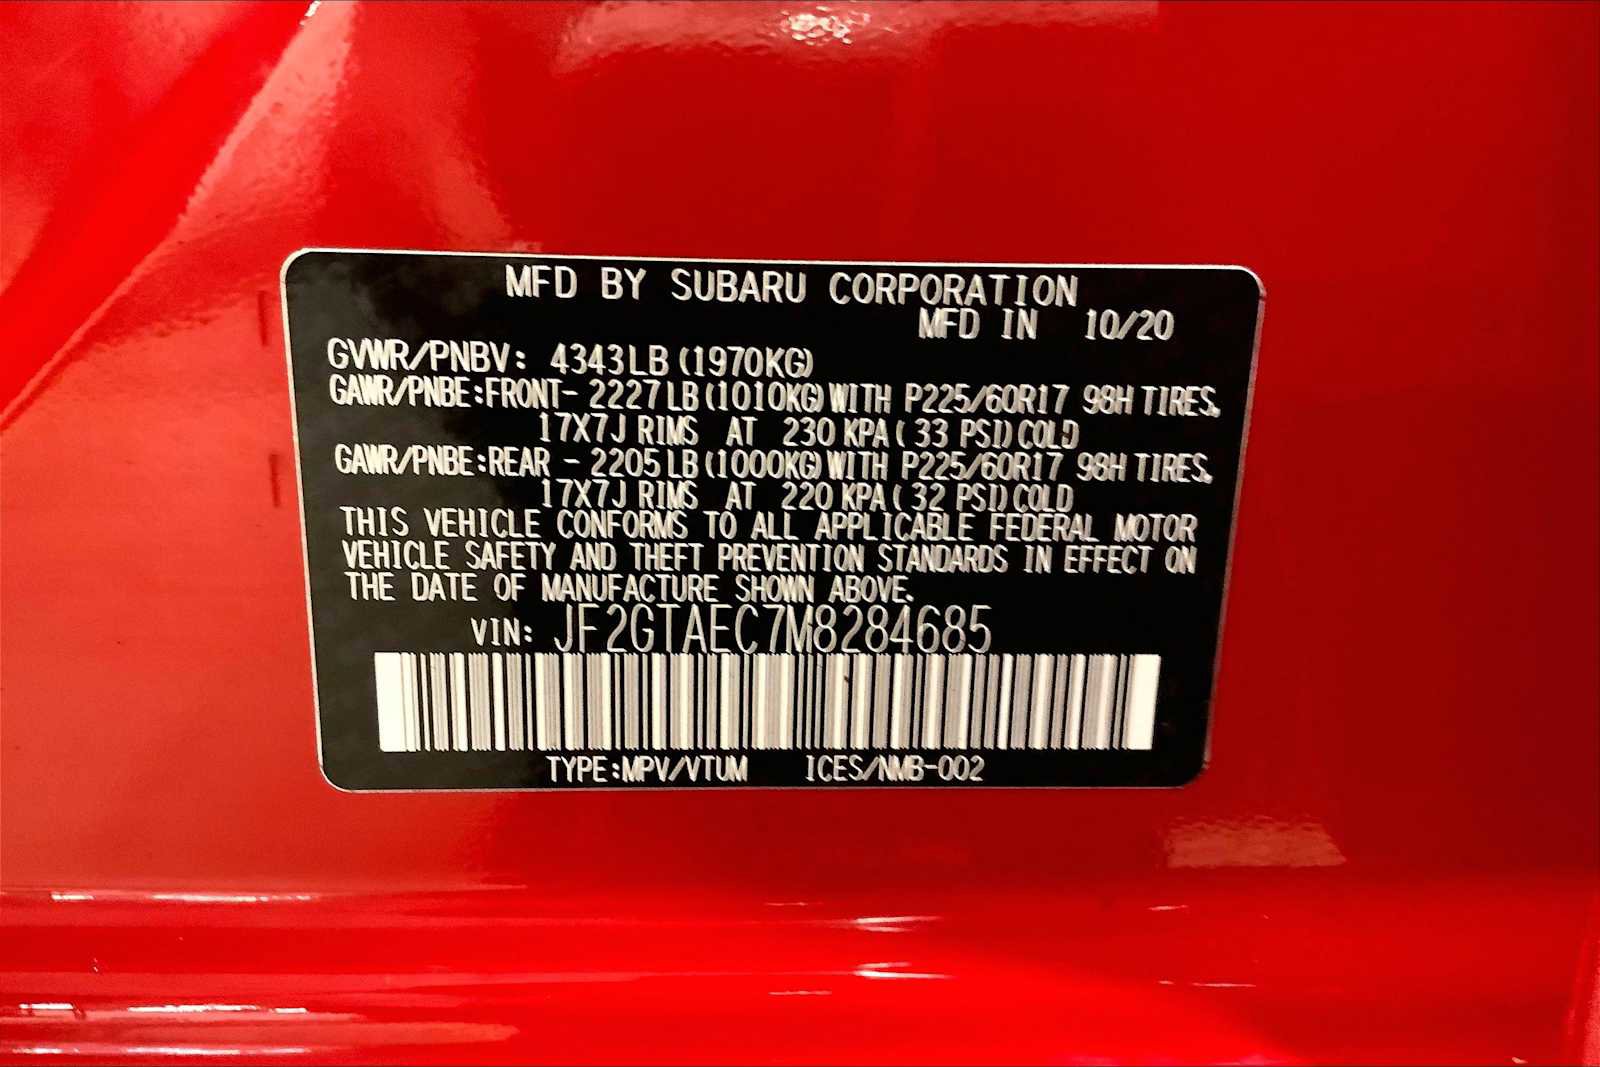 MFD BY SUBARU CORPORATION
MFD IN 10/20
GVWR/PNBV: 4343LB (1970KG)
GAWR/PNBE:FRONT- 2227LB(1010KG)WITH P225/60R17 98H TIRES,
17X7J RIMS AT 230 KPA( 33 PSI)COLD
GAWR/PNBE:REAR - 2205LB(1000KG)WITH P225/60R17 98H TIRES,
17X7J RIMS AT 220 KPA( 32 PSI)COLD
THIS VEHICLE CONFORMS TO ALL APPLICABLE FEDERAL MOTOR
VEHICLE SAFETY AND THEFT PREVENTION STANDARDS IN EFFECT ON
THE DATE OF MANUFACTURE SHOWN ABOVE.
VIN: JF2GTAEC7M8284685
TYPE:MPV/VTUM ICES/NMB-002